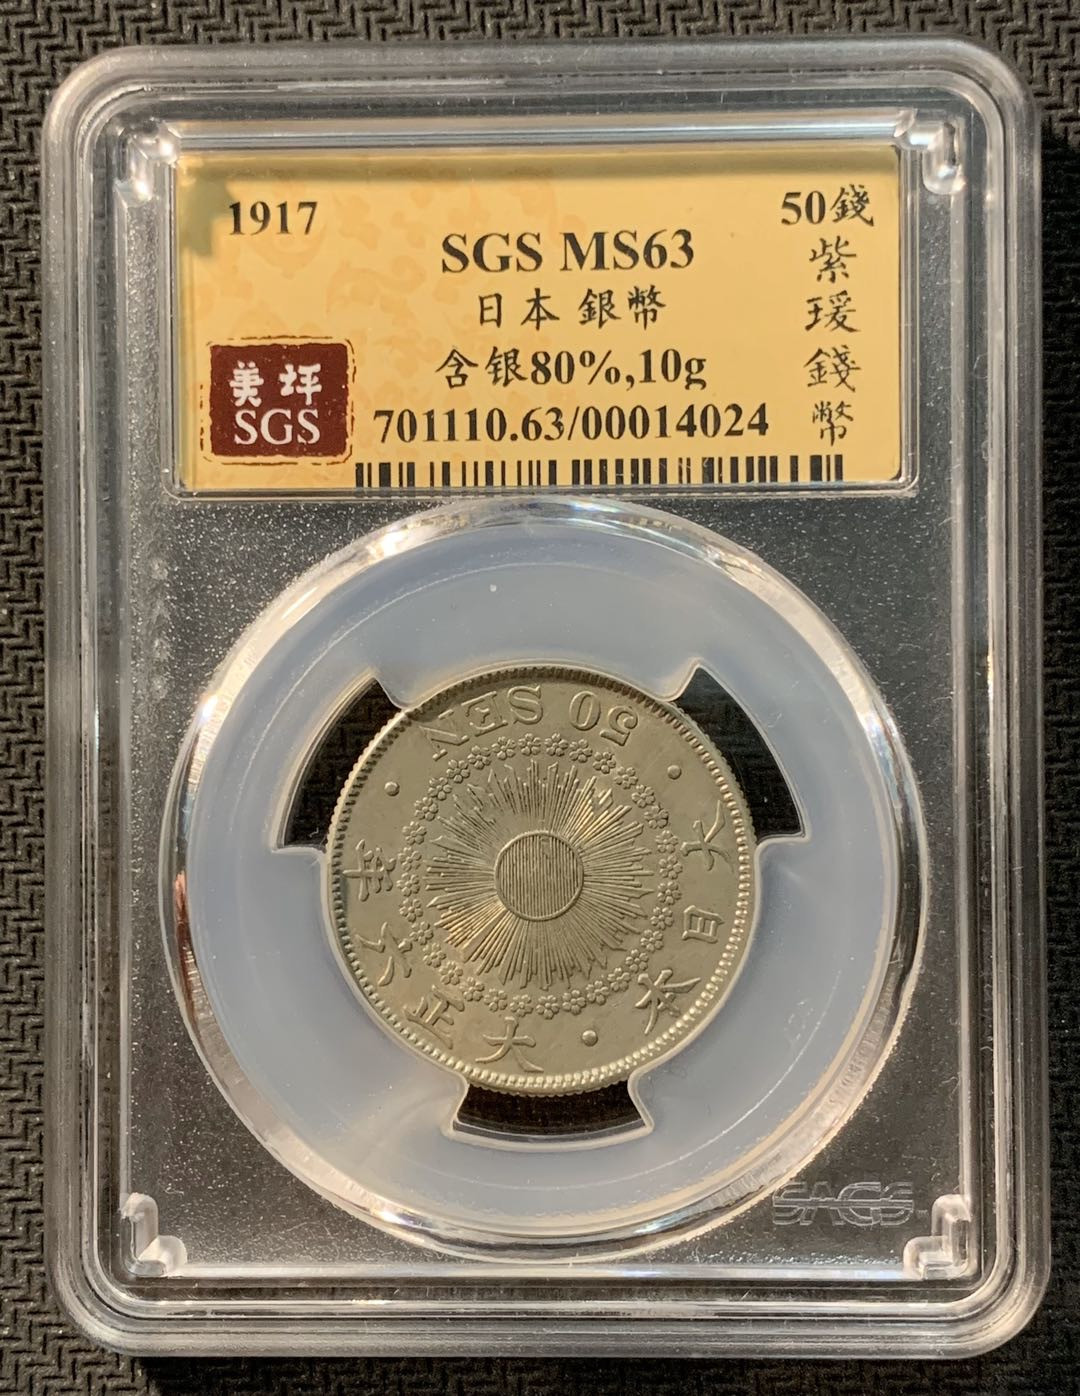 1917
SGS MS63
日本 銀幣
含银80%,10g
701110.63/00014024
50錢
紫瑗錢幣
美坪
SGS
50 SEN
大日本
大正六年
SACS